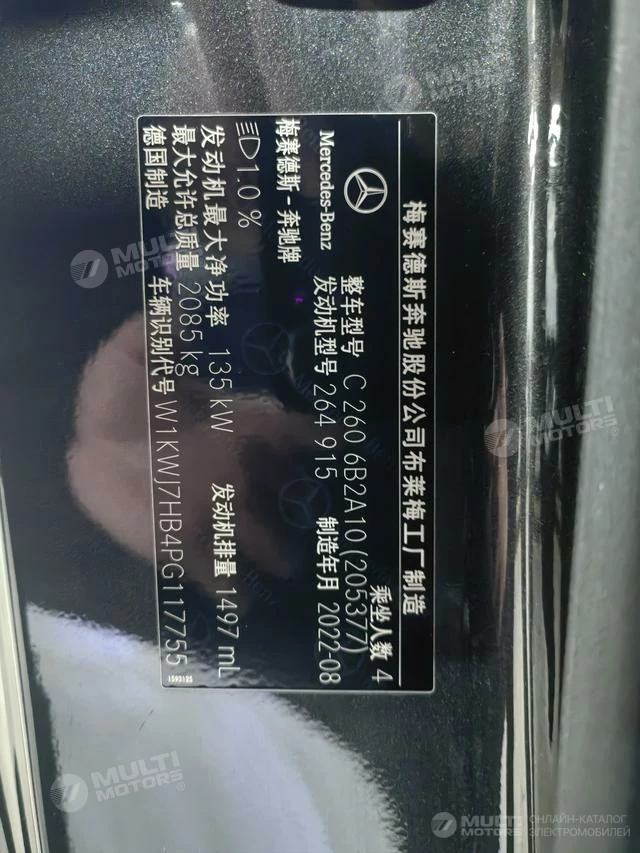 梅赛德斯奔驰股份公司布莱梅工厂制造
乘坐人数 4
Mercedes-Benz
整车型号 C 260 6B2A10 (205377)
梅赛德斯-奔驰牌
发动机型号 264 915
制造年月 2022-08
1.0 %
发动机最大净功率 135 kW
发动机排量 1497 mL
最大允许总质量 2085 kg
德国制造
车辆识别代号 W1KWJ7HB4PG117755
1593125
MULTI MOTORS®
MULTI MOTORS®
MULTI MOTORS®
MULTI MOTORS®
MULTI MOTORS®
ОНЛАЙН-КАТАЛОГ
ЭЛЕКТРОМОБИЛЕЙ